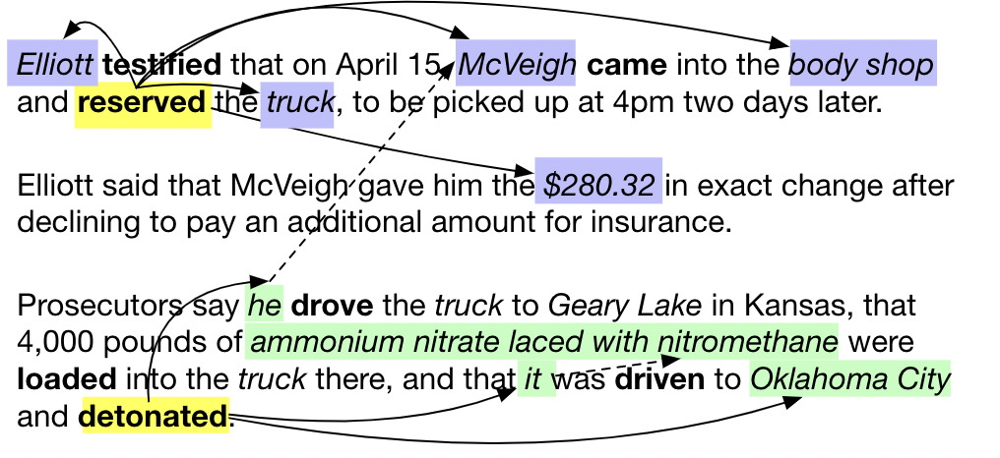 Elliott testified that on April 15, McVeigh came into the body shop
and reserved the truck, to be picked up at 4pm two days later.
Elliott said that McVeigh gave him the $280.32 in exact change after
declining to pay an additional amount for insurance.
Prosecutors say he drove the truck to Geary Lake in Kansas, that
4,000 pounds of ammonium nitrate laced with nitromethane were
loaded into the truck there, and that it was driven to Oklahoma City
and detonated.